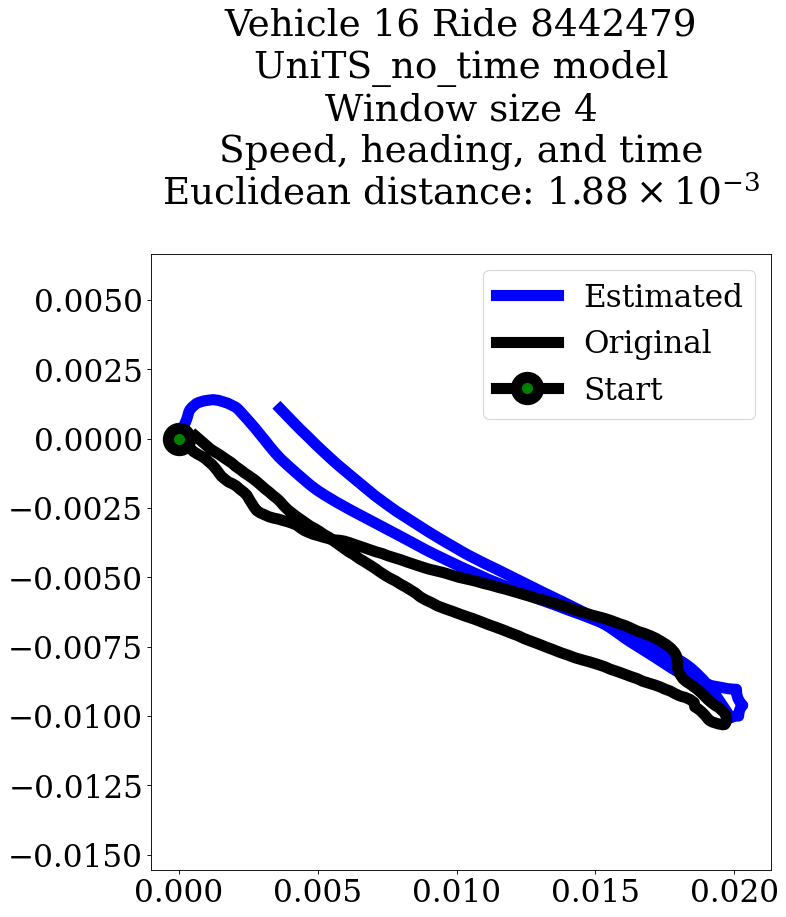 Vehicle 16 Ride 8442479
UniTS_no_time model
Window size 4
Speed, heading, and time
Euclidean distance: 1.88 × 10⁻³
Estimated
Original
Start
0.0050
0.0025
0.0000
−0.0025
−0.0050
−0.0075
−0.0100
−0.0125
−0.0150
0.000 0.005 0.010 0.015 0.020